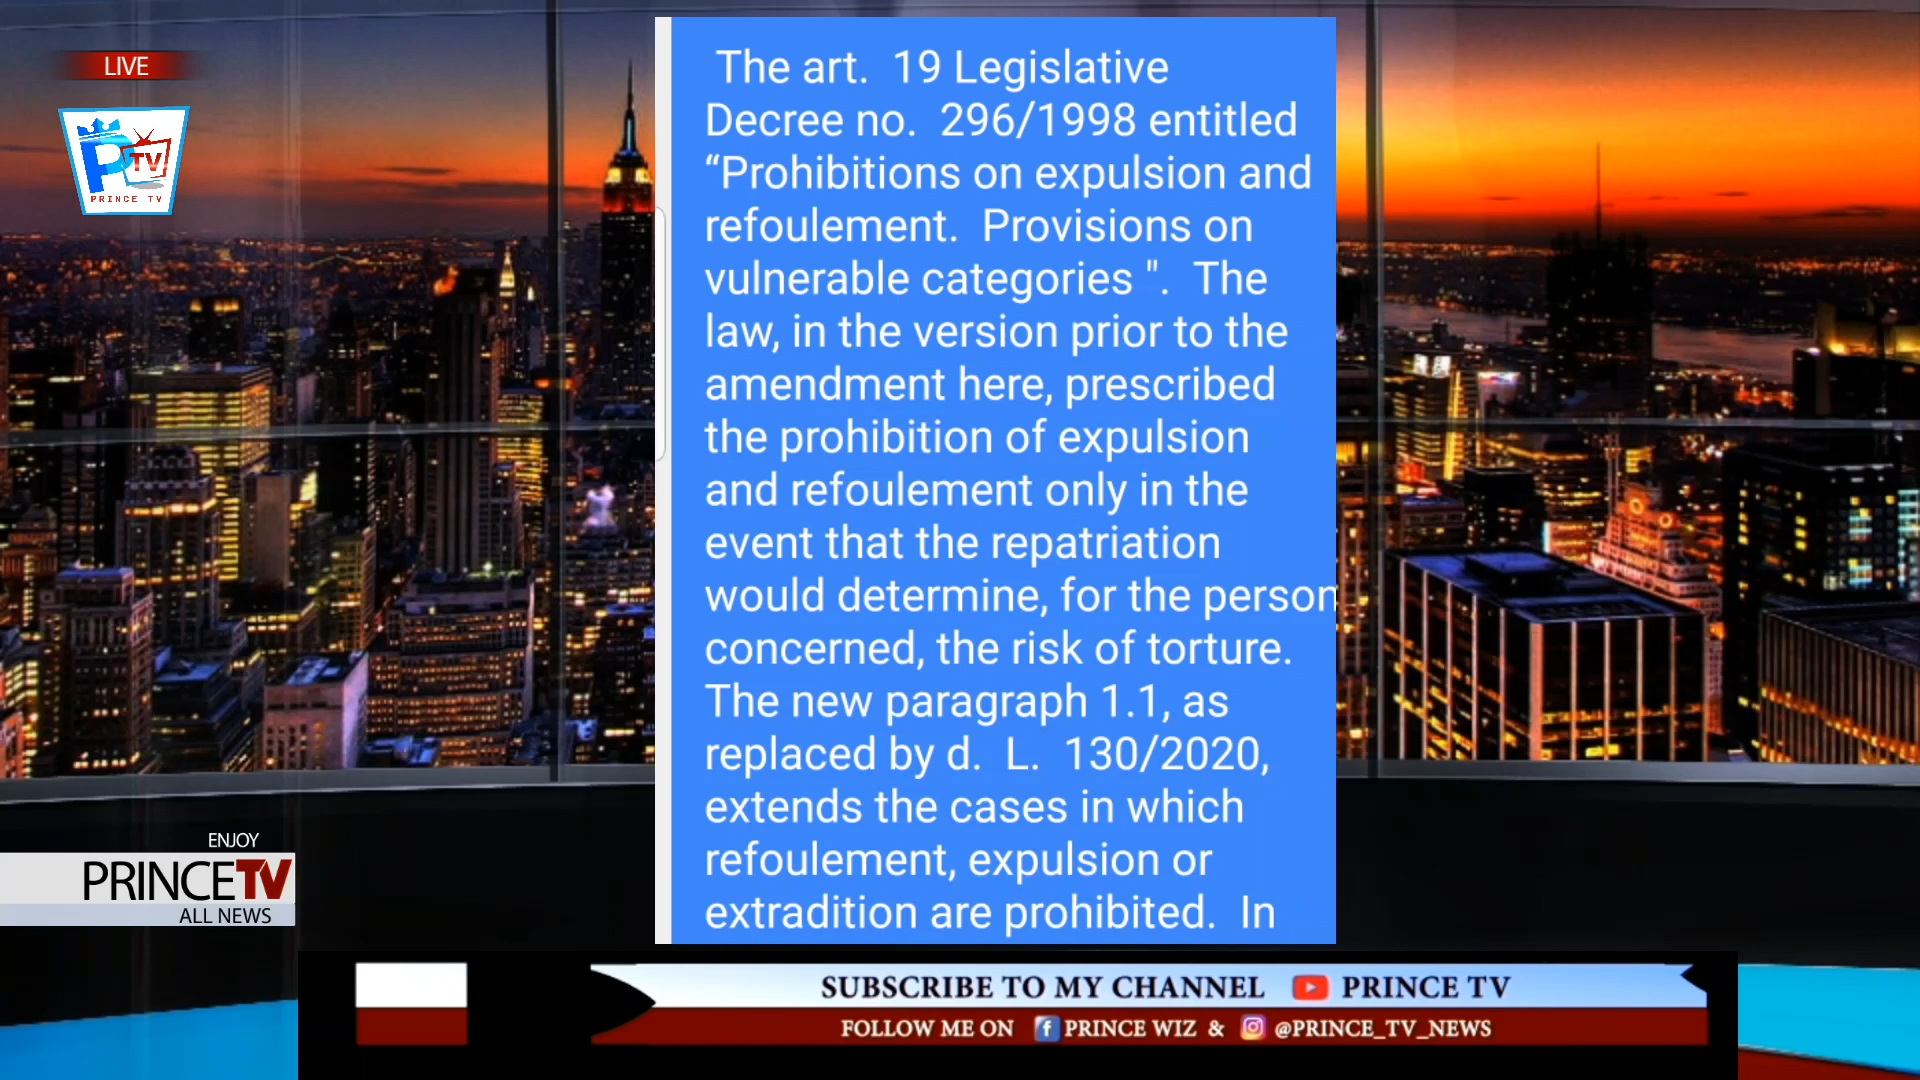 LIVE
P TV
PRINCE TV
The art. 19 Legislative
Decree no. 296/1998 entitled
“Prohibitions on expulsion and
refoulement. Provisions on
vulnerable categories ". The
law, in the version prior to the
amendment here, prescribed
the prohibition of expulsion
and refoulement only in the
event that the repatriation
would determine, for the person
concerned, the risk of torture.
The new paragraph 1.1, as
replaced by d. L. 130/2020,
extends the cases in which
refoulement, expulsion or
extradition are prohibited. In
ENJOY
PRINCETV
ALL NEWS
SUBSCRIBE TO MY CHANNEL PRINCE TV
FOLLOW ME ON f PRINCE WIZ & @PRINCE_TV_NEWS